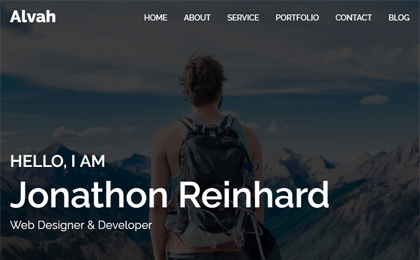 Alvah
HOME ABOUT SERVICE PORTFOLIO CONTACT BLOG
HELLO, I AM
Jonathon Reinhard
Web Designer & Developer